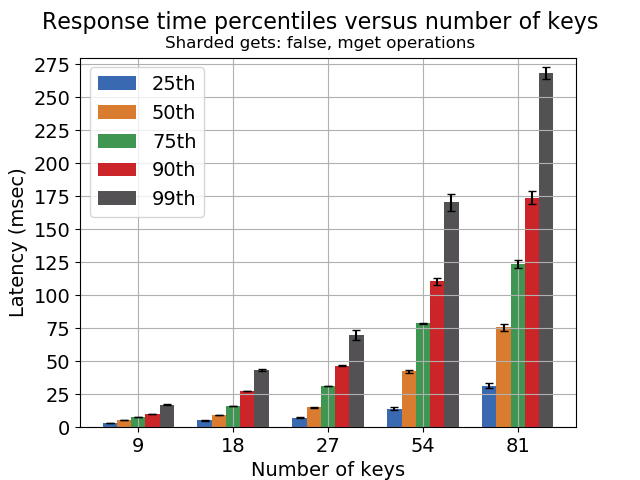 Response time percentiles versus number of keys
Sharded gets: false, mget operations
275
250
225
200
175
150
125
100
75
50
25
0
Latency (msec)
25th
50th
75th
90th
99th
9 18 27 54 81
Number of keys